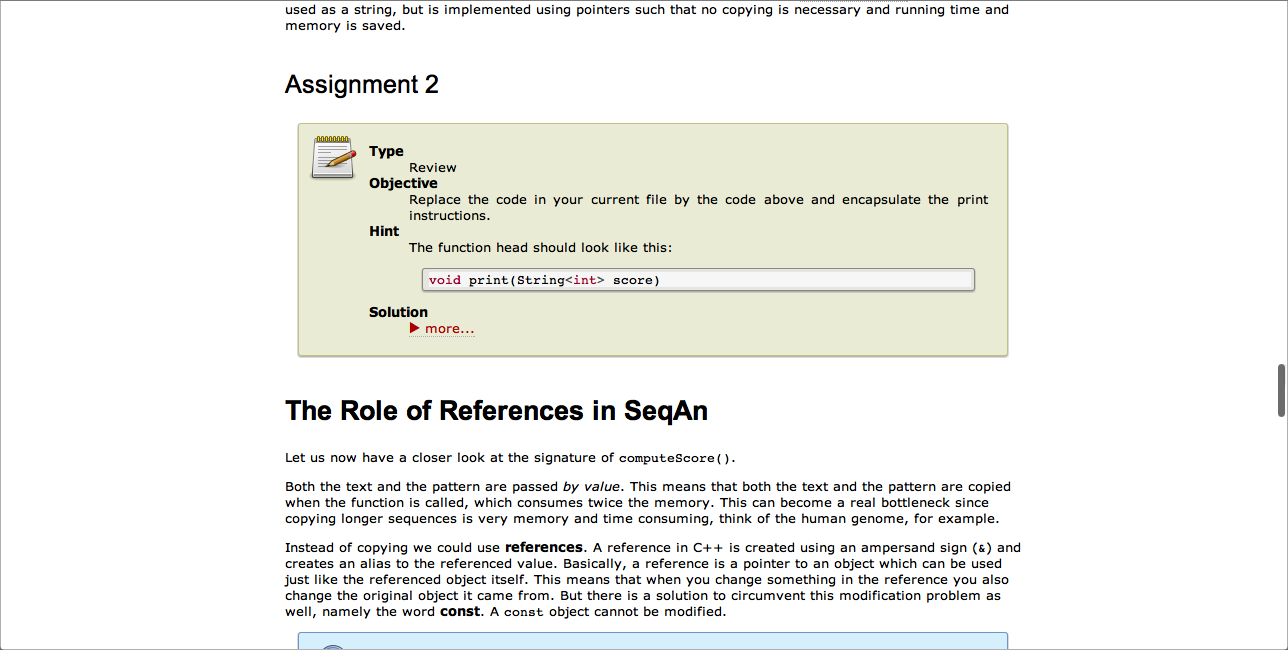 used as a string, but is implemented using pointers such that no copying is necessary and running time and
memory is saved.
Assignment 2
Type
Review
Objective
Replace the code in your current file by the code above and encapsulate the print
instructions.
Hint
The function head should look like this:
void print(String<int> score)
Solution
▶ more...
The Role of References in SeqAn
Let us now have a closer look at the signature of computeScore().
Both the text and the pattern are passed by value. This means that both the text and the pattern are copied
when the function is called, which consumes twice the memory. This can become a real bottleneck since
copying longer sequences is very memory and time consuming, think of the human genome, for example.
Instead of copying we could use references. A reference in C++ is created using an ampersand sign (&) and
creates an alias to the referenced value. Basically, a reference is a pointer to an object which can be used
just like the referenced object itself. This means that when you change something in the reference you also
change the original object it came from. But there is a solution to circumvent this modification problem as
well, namely the word const. A const object cannot be modified.